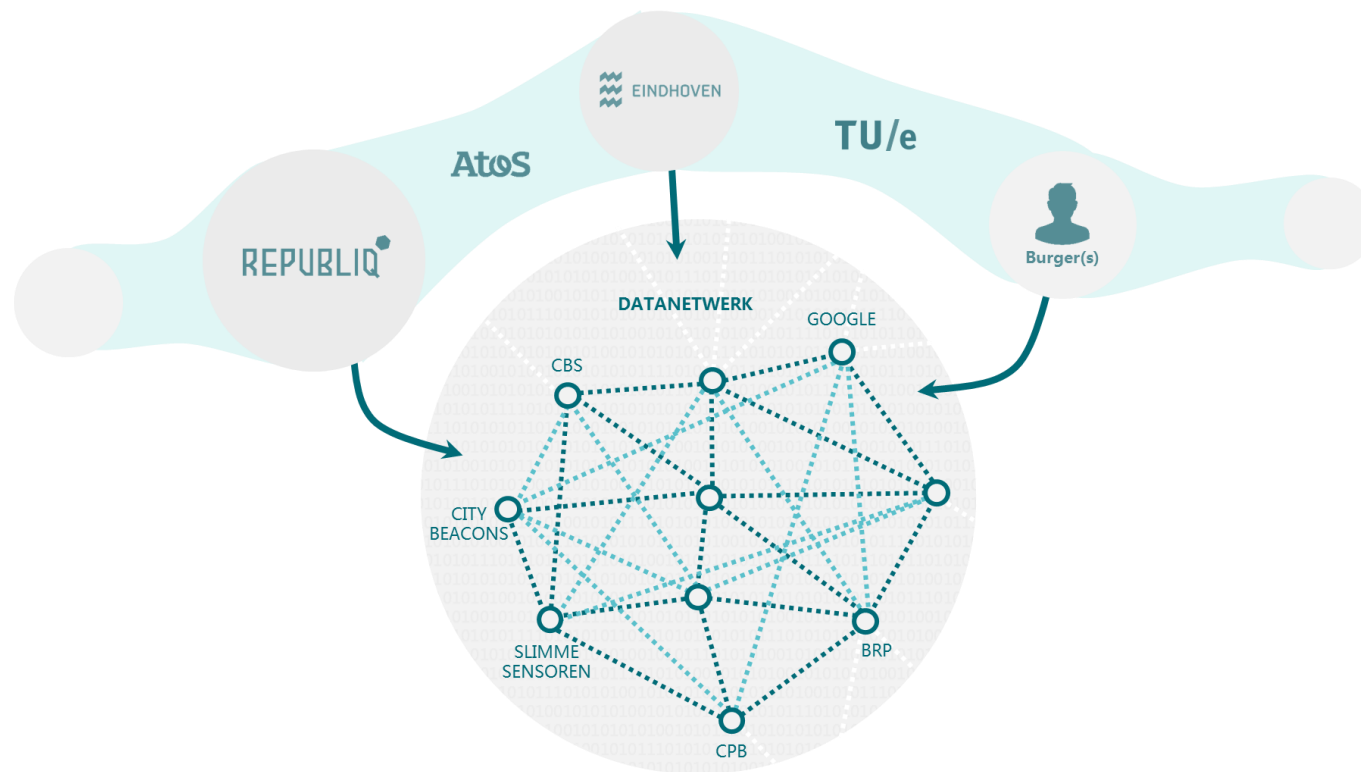 EINDHOVEN
TU/e
AtoS
REPUBLIQ
Burger(s)
DATANETWERK
GOOGLE
CBS
CITY
BEACONS
SLIMME
SENSOREN
BRP
CPB